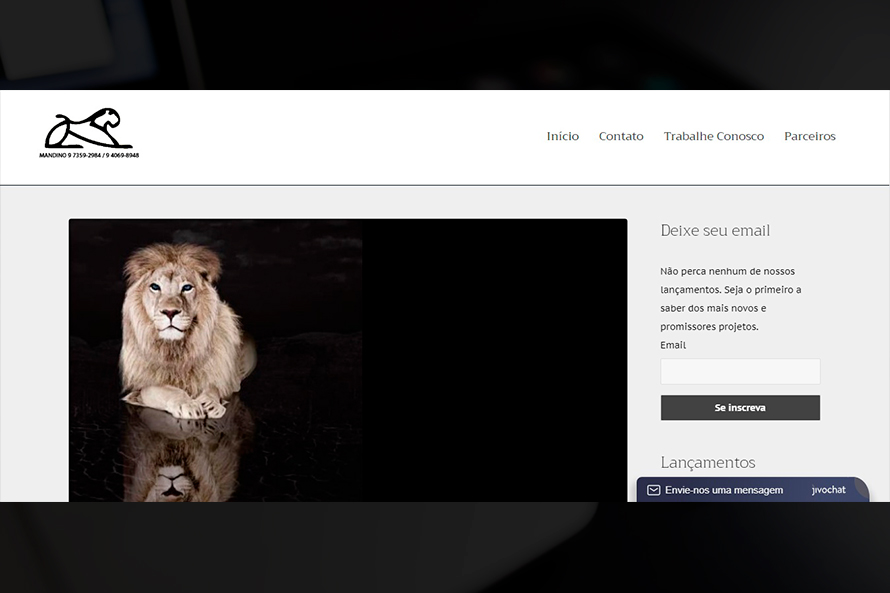 MANDINO 9 7359-2984 / 9 4069-8948
Início Contato Trabalhe Conosco Parceiros
Deixe seu email
Não perca nenhum de nossos
lançamentos. Seja o primeiro a
saber dos mais novos e
promissores projetos.
Email
Se inscreva
Lançamentos
Envie-nos uma mensagem jivochat